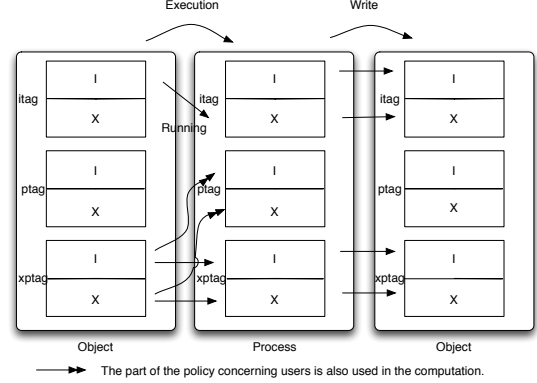 Execution Write
I I I
itag itag itag
X X X
Running
I I I
ptag ptag ptag
X X X
I I I
xptag xptag xptag
X X X
Object Process Object
The part of the policy concerning users is also used in the computation.